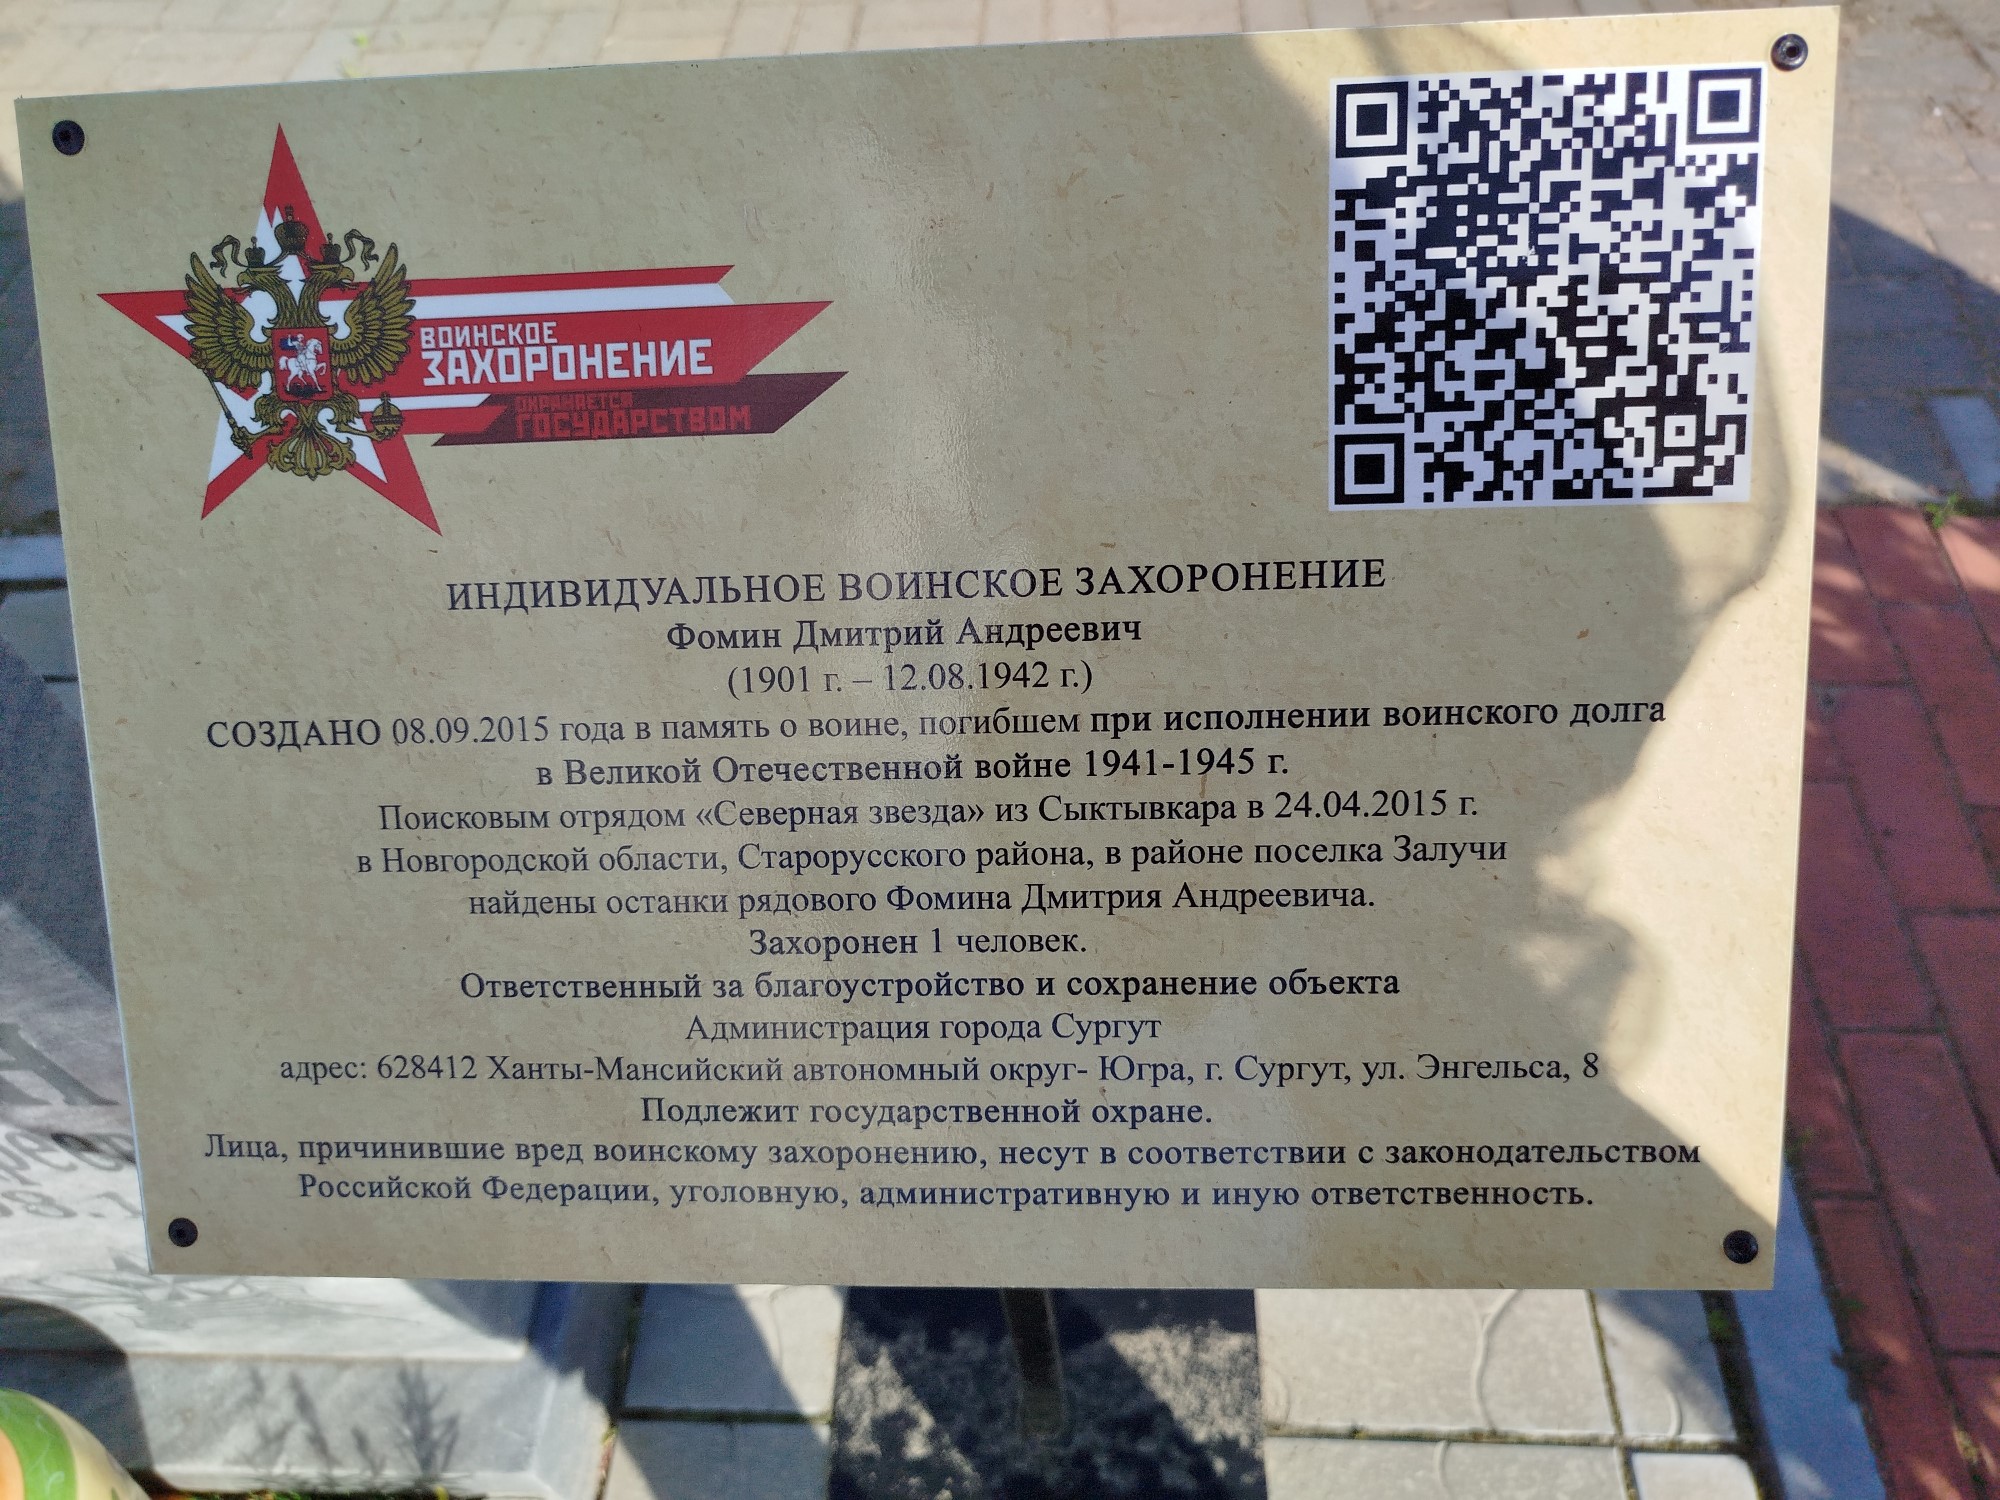 ВОИНСКОЕ
ЗАХОРОНЕНИЕ
ОХРАНЯЕТСЯ
ГОСУДАРСТВОМ
ИНДИВИДУАЛЬНОЕ ВОИНСКОЕ ЗАХОРОНЕНИЕ
Фомин Дмитрий Андреевич
(1901 г. – 12.08.1942 г.)
СОЗДАНО 08.09.2015 года в память о воине, погибшем при исполнении воинского долга
в Великой Отечественной войне 1941-1945 г.
Поисковым отрядом «Северная звезда» из Сыктывкара в 24.04.2015 г.
в Новгородской области, Старорусского района, в районе поселка Залучи
найдены останки рядового Фомина Дмитрия Андреевича.
Захоронен 1 человек.
Ответственный за благоустройство и сохранение объекта
Администрация города Сургут
адрес: 628412 Ханты-Мансийский автономный округ- Югра, г. Сургут, ул. Энгельса, 8
Подлежит государственной охране.
Лица, причинившие вред воинскому захоронению, несут в соответствии с законодательством
Российской Федерации, уголовную, административную и иную ответственность.